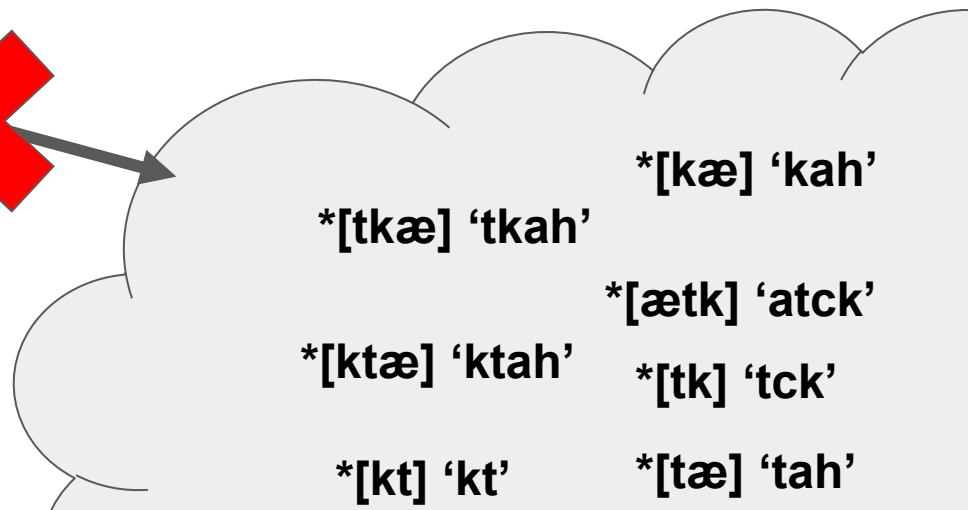 *[kæ] ‘kah’
*[tkæ] ‘tkah’
*[ætk] ‘atck’
*[ktæ] ‘ktah’
*[tk] ‘tck’
*[kt] ‘kt’
*[tæ] ‘tah’